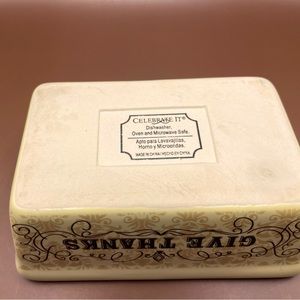 CELEBRATE IT®
Dishwasher,
Oven and Microwave Safe.
Apto para Lavavajillas,
Horno y Microondas.
MADE IN CHINA / HECHO EN CHINA
GIVE THANKS